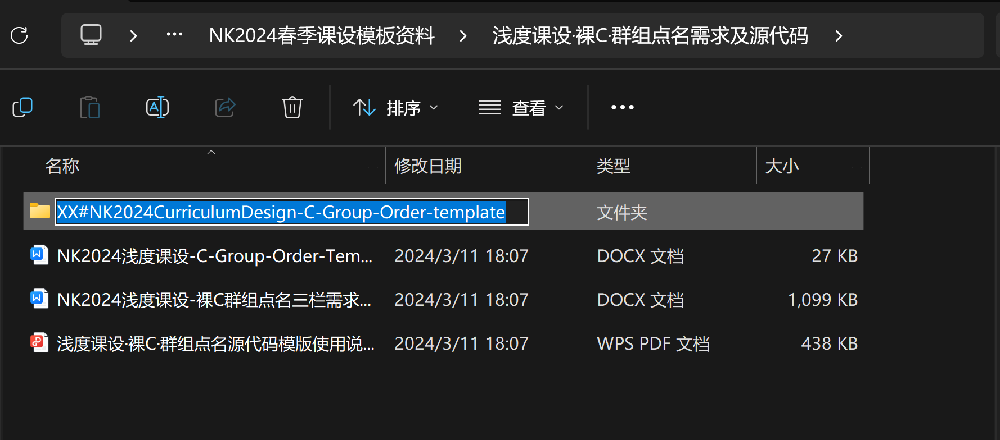 NK2024春季课设模板资料 › 浅度课设·裸C·群组点名需求及源代码 ›
排序 查看
名称 修改日期 类型 大小
XX#NK2024CurriculumDesign-C-Group-Order-template 文件夹
NK2024浅度课设-C-Group-Order-Tem... 2024/3/11 18:07 DOCX 文档 27 KB
NK2024浅度课设-裸C群组点名三栏需求... 2024/3/11 18:07 DOCX 文档 1,099 KB
浅度课设·裸C·群组点名源代码模版使用说... 2024/3/11 18:07 WPS PDF 文档 438 KB